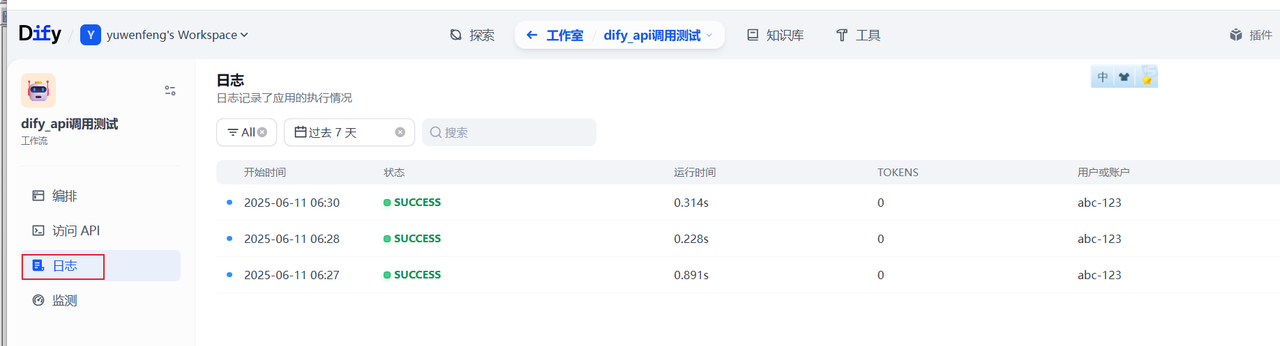 Dify / Y yuwenfeng's Workspace 探索 工作室 / dify_api调用测试 知识库 工具 插件
dify_api调用测试
工作流
编排
访问 API
日志
监测
日志
日志记录了应用的执行情况
中
All 过去 7 天 搜索
开始时间 状态 运行时间 TOKENS 用户或账户
2025-06-11 06:30 SUCCESS 0.314s 0 abc-123
2025-06-11 06:28 SUCCESS 0.228s 0 abc-123
2025-06-11 06:27 SUCCESS 0.891s 0 abc-123